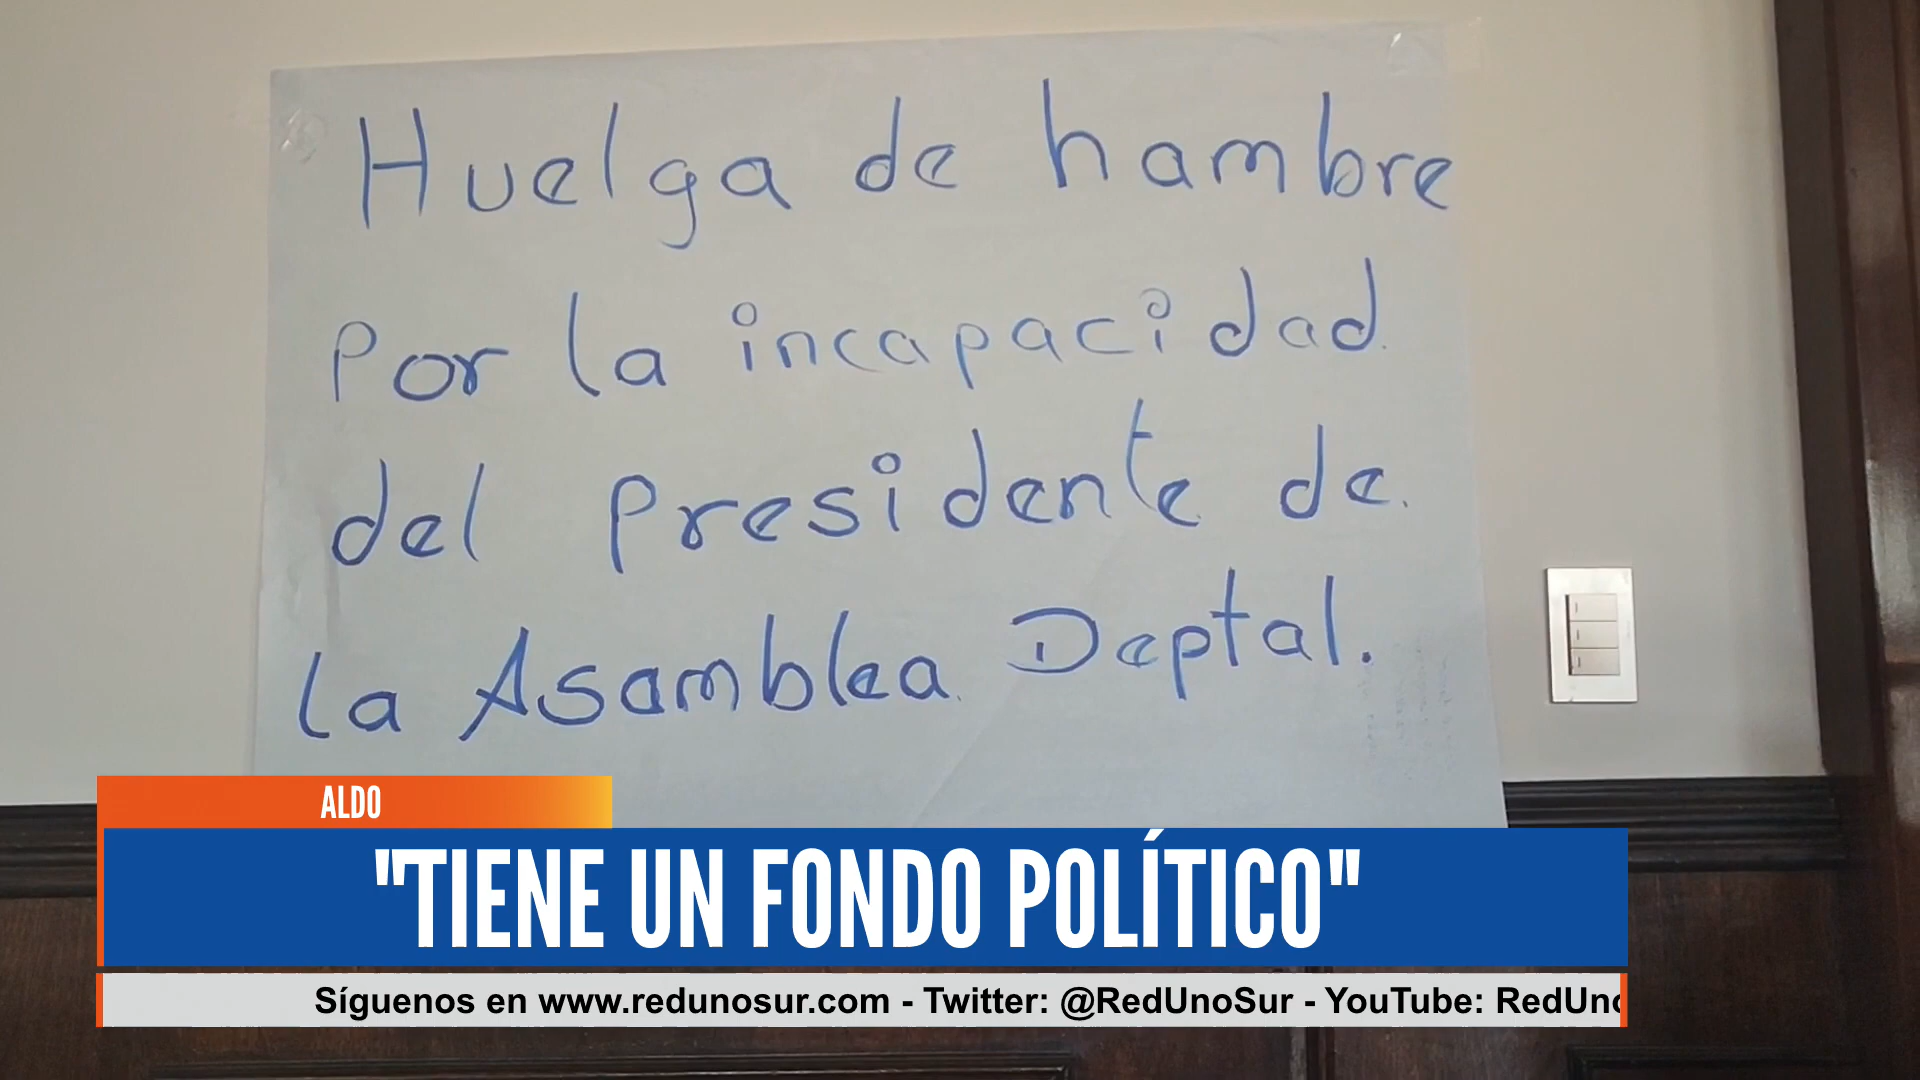 Huelga de hambre
Por la incapacidad
del Presidente de
la Asamblea Deptal.
ALDO
"TIENE UN FONDO POLÍTICO"
Síguenos en www.redunosur.com - Twitter: @RedUnoSur - YouTube: RedUno